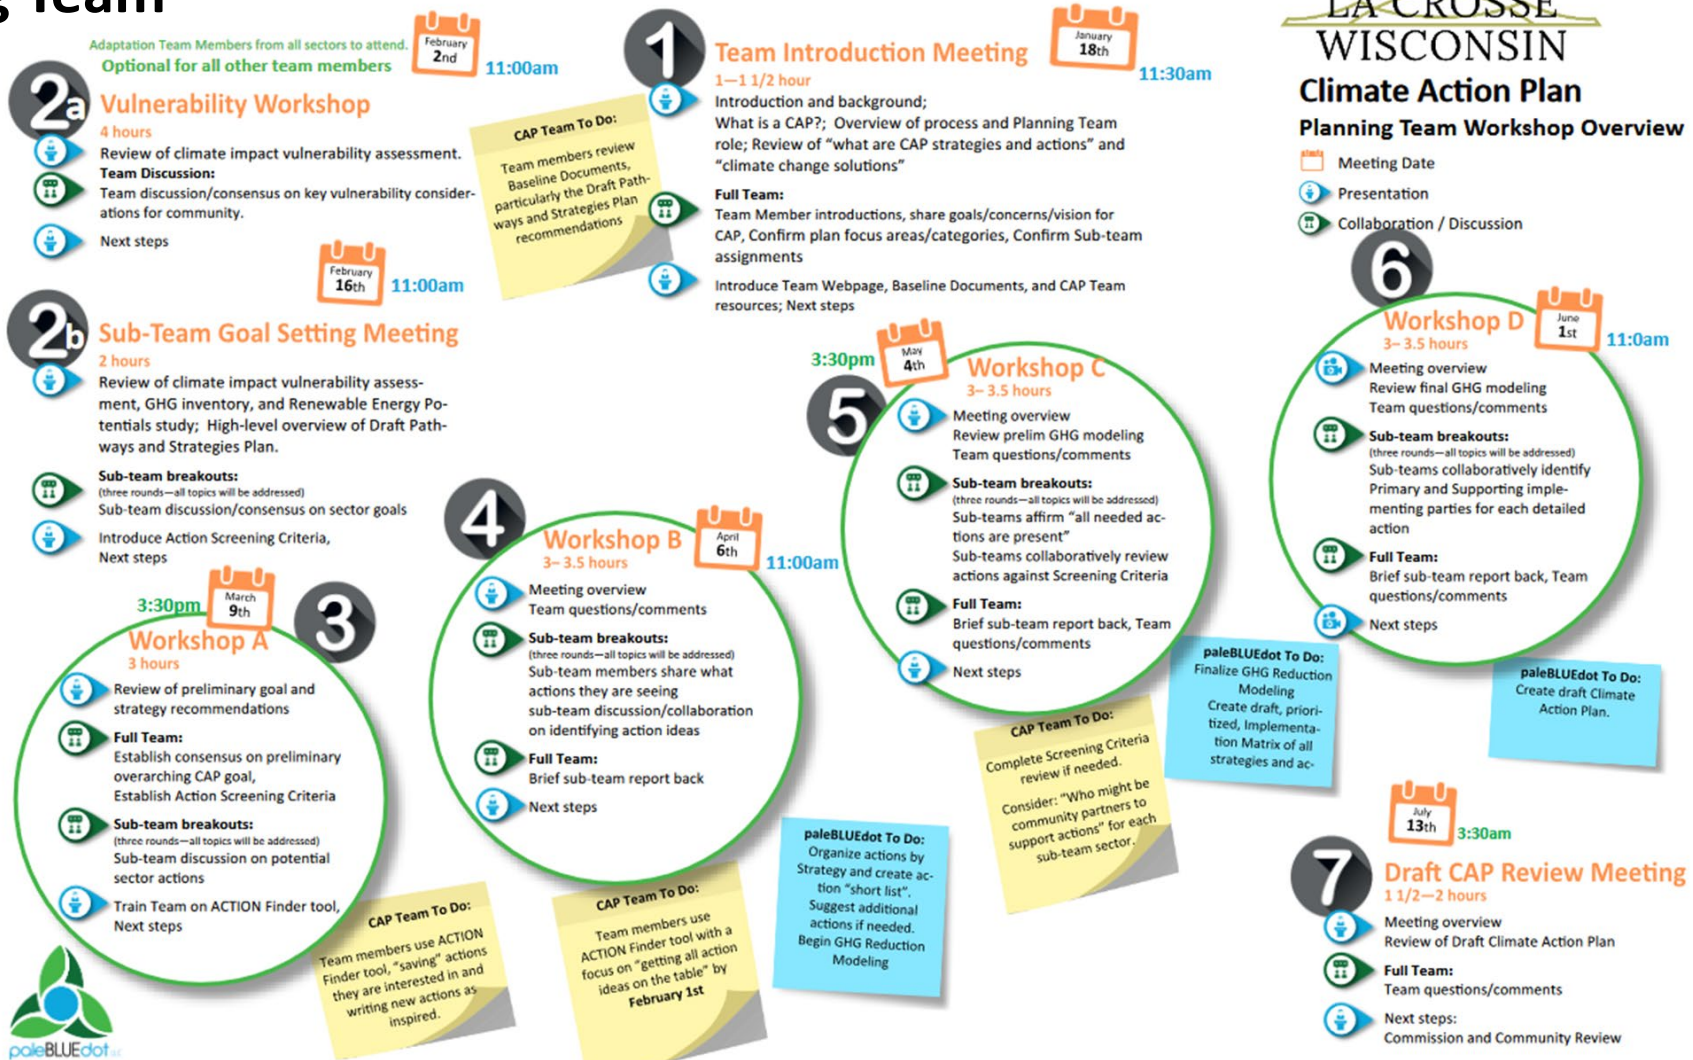 g Team
LA CROSSE
WISCONSIN
Climate Action Plan
Planning Team Workshop Overview
Meeting Date
Presentation
Collaboration / Discussion
1
Team Introduction Meeting
January
18th
11:30am
1—1 1/2 hour
Introduction and background;
What is a CAP?; Overview of process and Planning Team
role; Review of “what are CAP strategies and actions” and
“climate change solutions”
Full Team:
Team Member introductions, share goals/concerns/vision for
CAP, Confirm plan focus areas/categories, Confirm Sub-team
assignments
Introduce Team Webpage, Baseline Documents, and CAP Team
resources; Next steps
CAP Team To Do:
Team members review
Baseline Documents,
particularly the Draft Path-
ways and Strategies Plan
recommendations
Adaptation Team Members from all sectors to attend.
Optional for all other team members
February
2nd
11:00am
2a
Vulnerability Workshop
4 hours
Review of climate impact vulnerability assessment.
Team Discussion:
Team discussion/consensus on key vulnerability consider-
ations for community.
Next steps
February
16th
11:00am
2b
Sub-Team Goal Setting Meeting
2 hours
Review of climate impact vulnerability assess-
ment, GHG inventory, and Renewable Energy Po-
tentials study; High-level overview of Draft Path-
ways and Strategies Plan.
Sub-team breakouts:
(three rounds—all topics will be addressed)
Sub-team discussion/consensus on sector goals
Introduce Action Screening Criteria,
Next steps
3:30pm
March
9th
3
Workshop A
3 hours
Review of preliminary goal and
strategy recommendations
Full Team:
Establish consensus on preliminary
overarching CAP goal,
Establish Action Screening Criteria
Sub-team breakouts:
(three rounds—all topics will be addressed)
Sub-team discussion on potential
sector actions
Train Team on ACTION Finder tool,
Next steps
CAP Team To Do:
Team members use ACTION
Finder tool, “saving” actions
they are interested in and
writing new actions as
inspired.
4
Workshop B
3– 3.5 hours
April
6th
11:00am
Meeting overview
Team questions/comments
Sub-team breakouts:
(three rounds—all topics will be addressed)
Sub-team members share what
actions they are seeing
sub-team discussion/collaboration
on identifying action ideas
Full Team:
Brief sub-team report back
Next steps
CAP Team To Do:
Team members use
ACTION Finder tool with a
focus on “getting all action
ideas on the table” by
February 1st
paleBLUEdot To Do:
Organize actions by
Strategy and create ac-
tion “short list”.
Suggest additional
actions if needed.
Begin GHG Reduction
Modeling
3:30pm
May
4th
5
Workshop C
3– 3.5 hours
Meeting overview
Review prelim GHG modeling
Team questions/comments
Sub-team breakouts:
(three rounds—all topics will be addressed)
Sub-teams affirm “all needed ac-
tions are present”
Sub-teams collaboratively review
actions against Screening Criteria
Full Team:
Brief sub-team report back, Team
questions/comments
Next steps
CAP Team To Do:
Complete Screening Criteria
review if needed.
Consider: “Who might be
community partners to
support actions” for each
sub-team sector.
paleBLUEdot To Do:
Finalize GHG Reduction
Modeling
Create draft, priori-
tized, Implementa-
tion Matrix of all
strategies and ac-
6
Workshop D
3– 3.5 hours
June
1st
11:0am
Meeting overview
Review final GHG modeling
Team questions/comments
Sub-team breakouts:
(three rounds—all topics will be addressed)
Sub-teams collaboratively identify
Primary and Supporting imple-
menting parties for each detailed
action
Full Team:
Brief sub-team report back, Team
questions/comments
Next steps
paleBLUEdot To Do:
Create draft Climate
Action Plan.
July
13th
3:30am
7
Draft CAP Review Meeting
1 1/2—2 hours
Meeting overview
Review of Draft Climate Action Plan
Full Team:
Team questions/comments
Next steps:
Commission and Community Review
paleBLUEdot